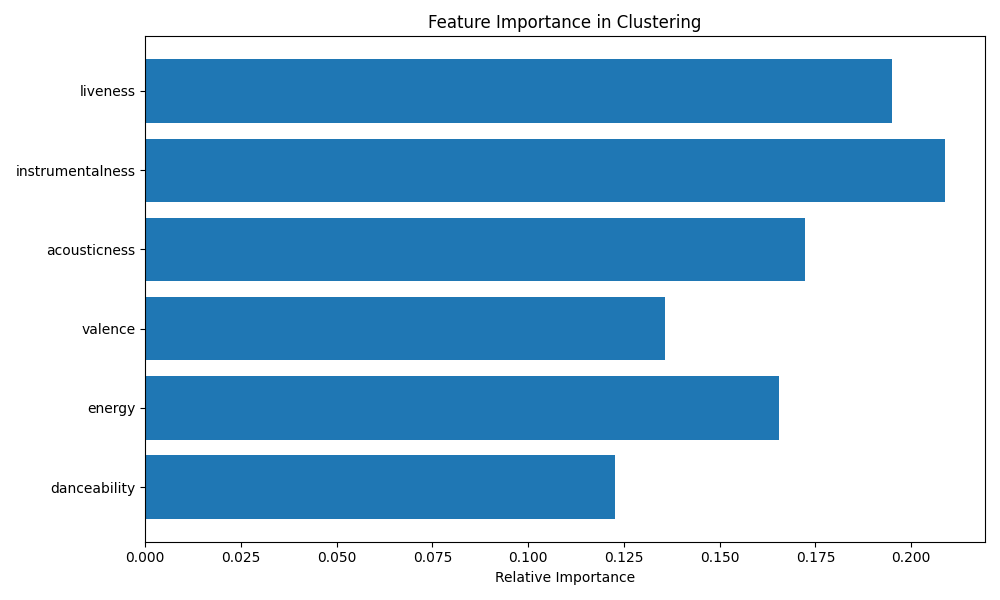 Feature Importance in Clustering
liveness
instrumentalness
acousticness
valence
energy
danceability
0.000 0.025 0.050 0.075 0.100 0.125 0.150 0.175 0.200
Relative Importance